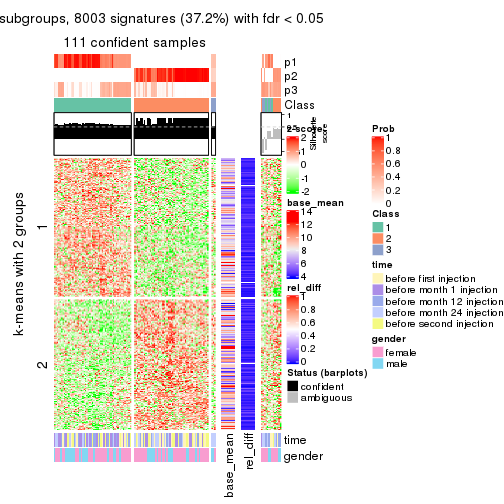 subgroups, 8003 signatures (37.2%) with fdr < 0.05
111 confident samples
p1
p2
p3
Class
1
0.5
Silhouette
score
z-score
2
1
0
-1
-2
base_mean
14
12
10
8
6
4
rel_diff
1
0.8
0.6
0.4
0.2
0
Status (barplots)
confident
ambiguous
Prob
1
0.8
0.6
0.4
0.2
0
Class
1
2
3
time
before first injection
before month 1 injection
before month 12 injection
before month 24 injection
before second injection
gender
female
male
k-means with 2 groups
1
2
time
gender
base_mean
rel_diff